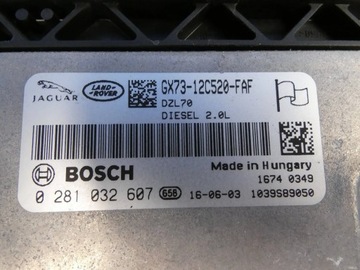 JAGUAR
LAND-
ROVER
GX73-12C520-FAF
DZL70
DIESEL 2.0L
BOSCH
Made in Hungary
1674 0349
0 281 032 607 656 16-06-03 1039S89050